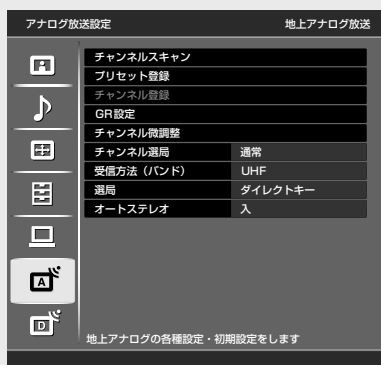 アナログ放送設定 地上アナログ放送
チャンネルスキャン
プリセット登録
チャンネル登録
GR設定
チャンネル微調整
チャンネル選局 通常
受信方法（バンド） UHF
選局 ダイレクトキー
オートステレオ 入
A
D
地上アナログの各種設定・初期設定をします